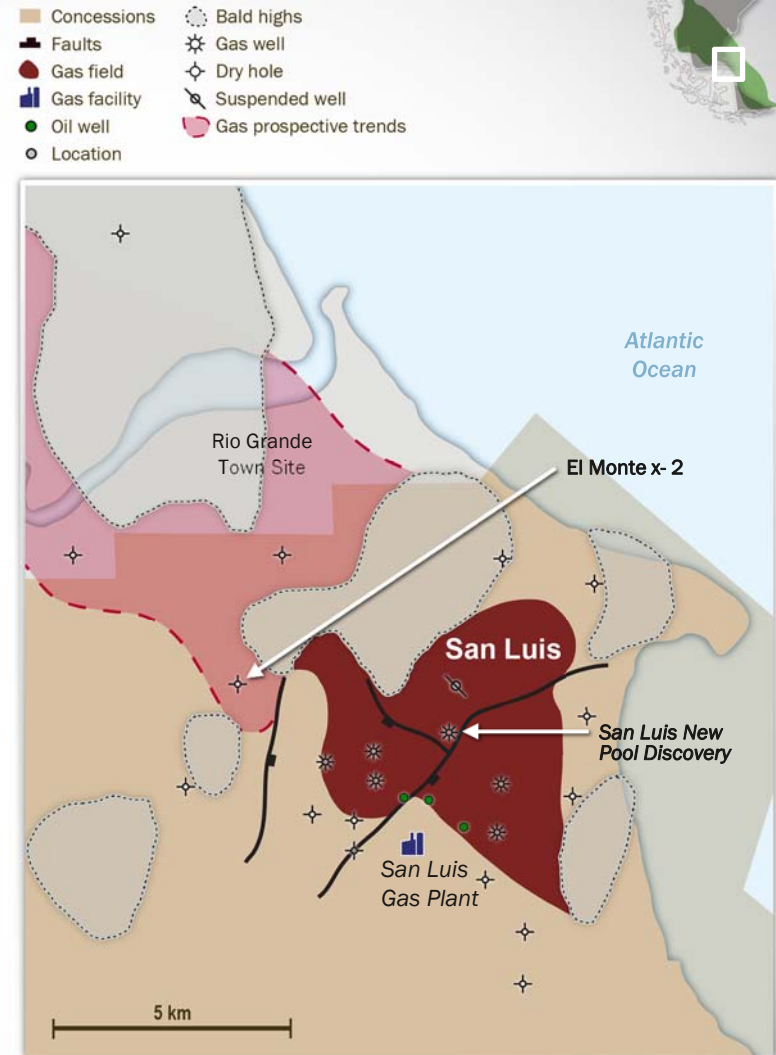 Concessions
Faults
Gas field
Gas facility
Oil well
Location
Bald highs
Gas well
Dry hole
Suspended well
Gas prospective trends
Atlantic
Ocean
Rio Grande
Town Site
El Monte x- 2
San Luis
San Luis New
Pool Discovery
San Luis
Gas Plant
5 km